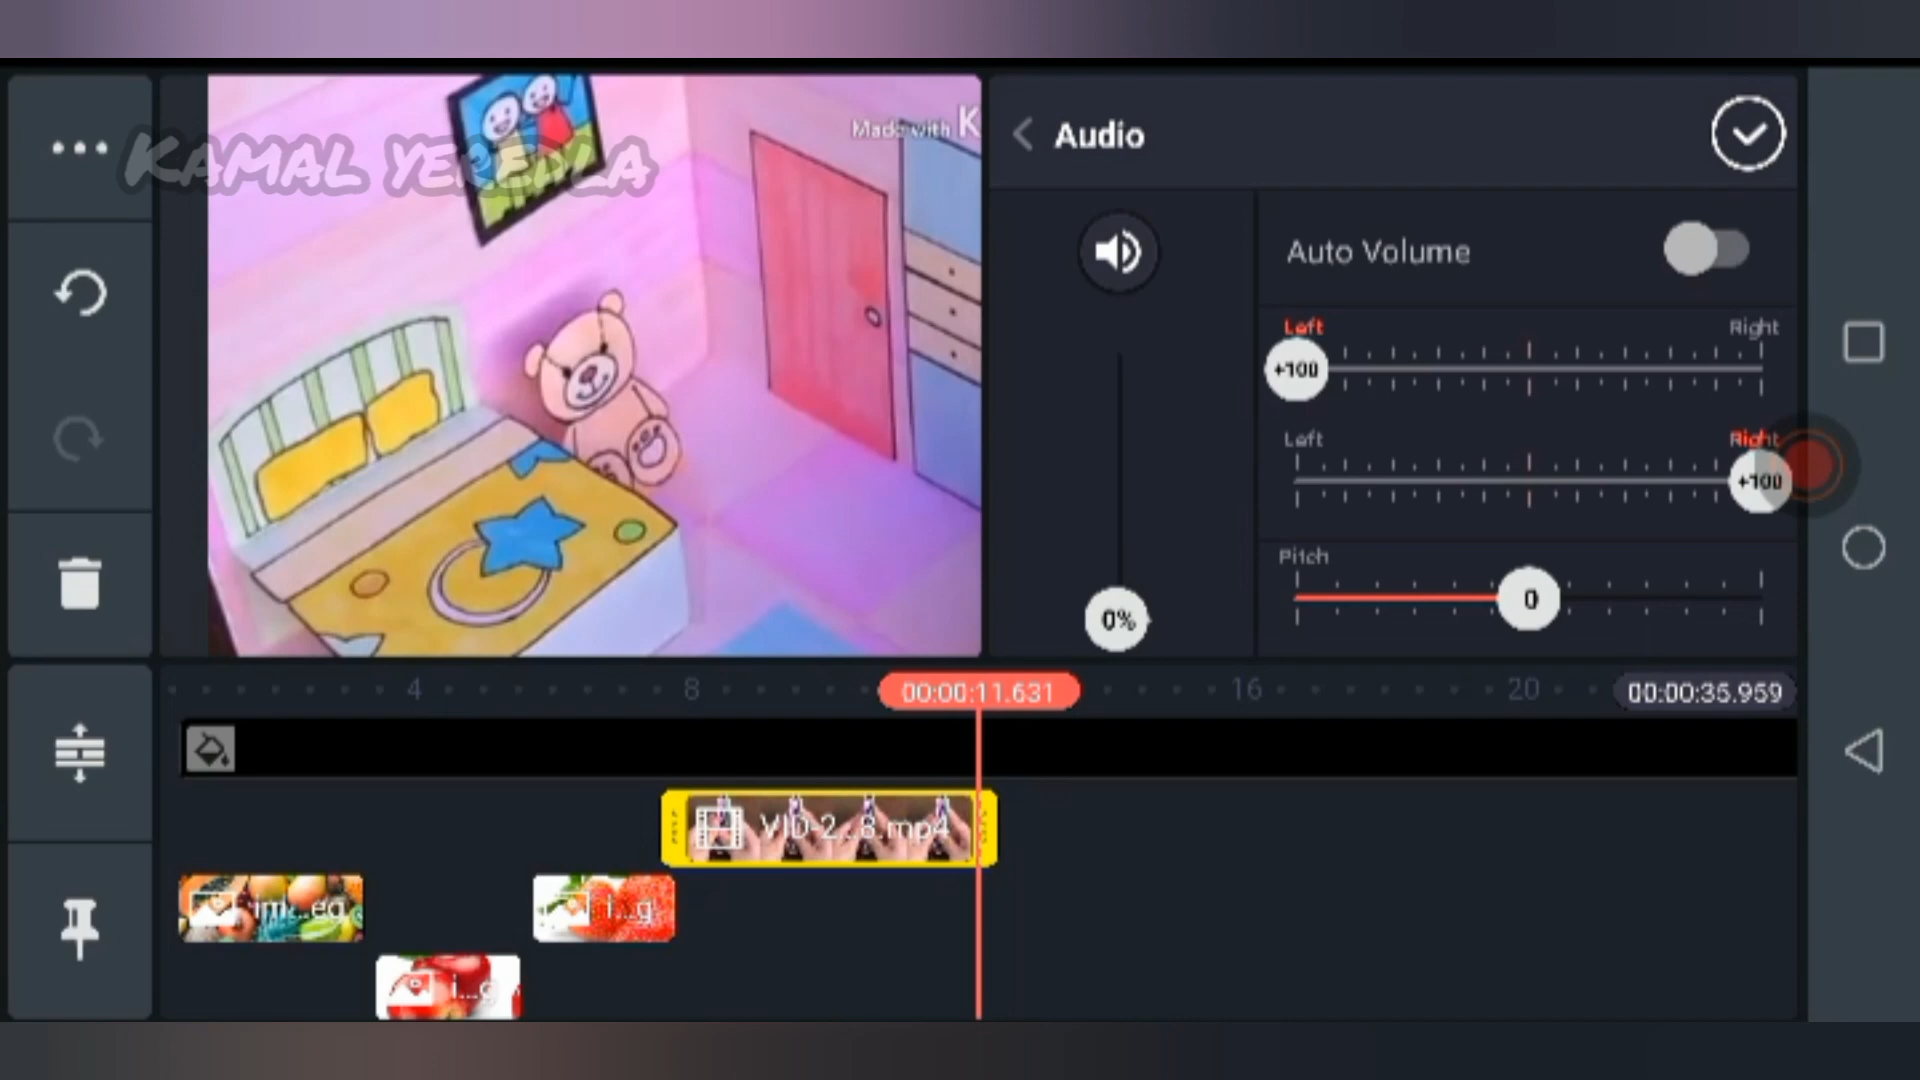 Made with K
KAMAL YEREDLA
Audio
Auto Volume
Left
Right
+100
Left
Right
+100
Pitch
0
0%
4
8
00:00:11.631
16
20
00:00:35.959
VID-2...8.mp4
im...eg
i...g
i...g